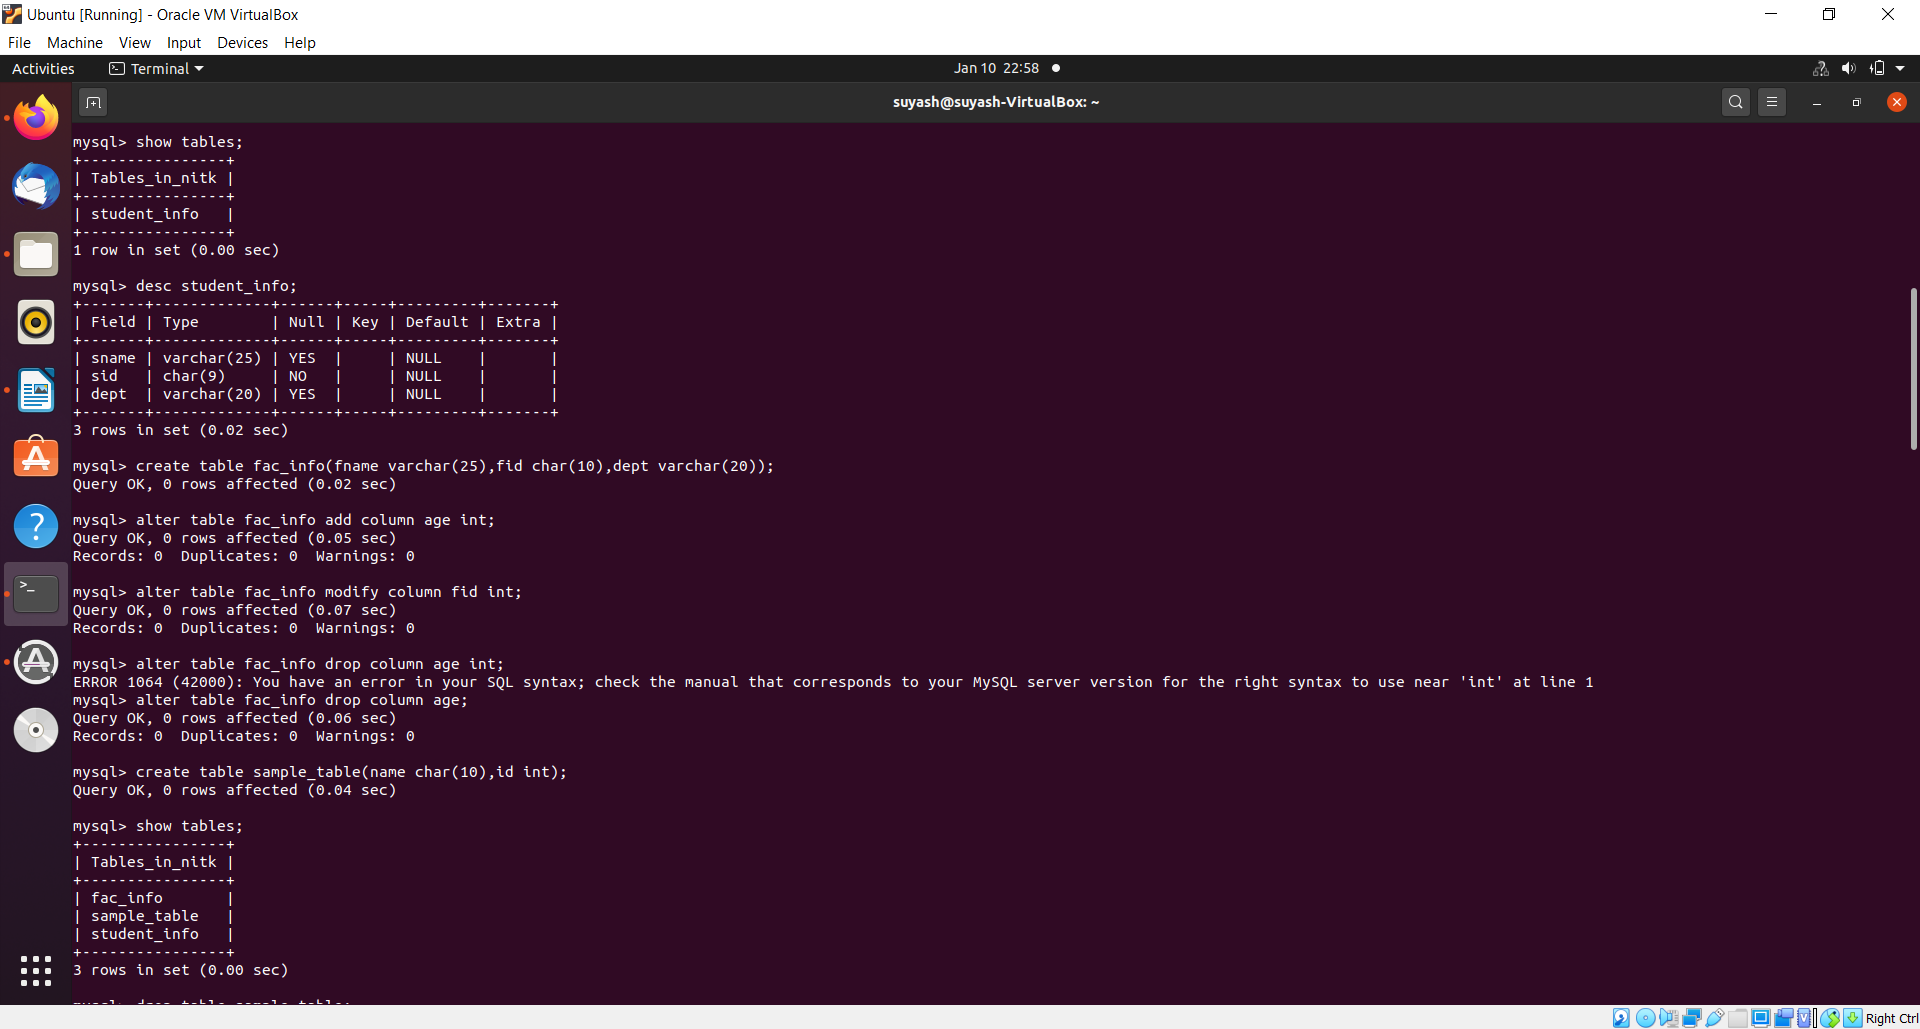 Ubuntu [Running] - Oracle VM VirtualBox
File Machine View Input Devices Help
Activities Terminal Jan 10 22:58
suyash@suyash-VirtualBox: ~
mysql> show tables;
+----------------+
| Tables_in_nitk |
+----------------+
| student_info   |
+----------------+
1 row in set (0.00 sec)
mysql> desc student_info;
+-------+-------------+------+-----+---------+-------+
| Field | Type        | Null | Key | Default | Extra |
+-------+-------------+------+-----+---------+-------+
| sname | varchar(25) | YES  |     | NULL    |       |
| sid   | char(9)     | NO   |     | NULL    |       |
| dept  | varchar(20) | YES  |     | NULL    |       |
+-------+-------------+------+-----+---------+-------+
3 rows in set (0.02 sec)
mysql> create table fac_info(fname varchar(25),fid char(10),dept varchar(20));
Query OK, 0 rows affected (0.02 sec)
mysql> alter table fac_info add column age int;
Query OK, 0 rows affected (0.05 sec)
Records: 0  Duplicates: 0  Warnings: 0
mysql> alter table fac_info modify column fid int;
Query OK, 0 rows affected (0.07 sec)
Records: 0  Duplicates: 0  Warnings: 0
mysql> alter table fac_info drop column age int;
ERROR 1064 (42000): You have an error in your SQL syntax; check the manual that corresponds to your MySQL server version for the right syntax to use near 'int' at line 1
mysql> alter table fac_info drop column age;
Query OK, 0 rows affected (0.06 sec)
Records: 0  Duplicates: 0  Warnings: 0
mysql> create table sample_table(name char(10),id int);
Query OK, 0 rows affected (0.04 sec)
mysql> show tables;
+----------------+
| Tables_in_nitk |
+----------------+
| fac_info       |
| sample_table   |
| student_info   |
+----------------+
3 rows in set (0.00 sec)
mysql> drop table sample_table;
Right Ctrl